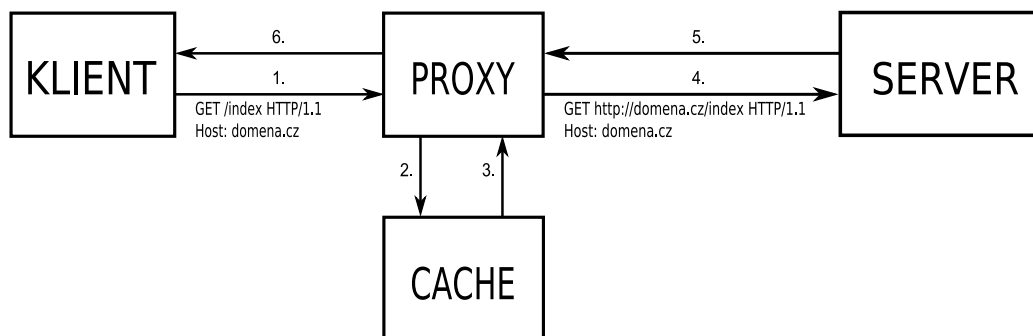 KLIENT
6.
1.
GET /index HTTP/1.1
Host: domena.cz
PROXY
5.
4.
GET http://domena.cz/index HTTP/1.1
Host: domena.cz
SERVER
2.
3.
CACHE